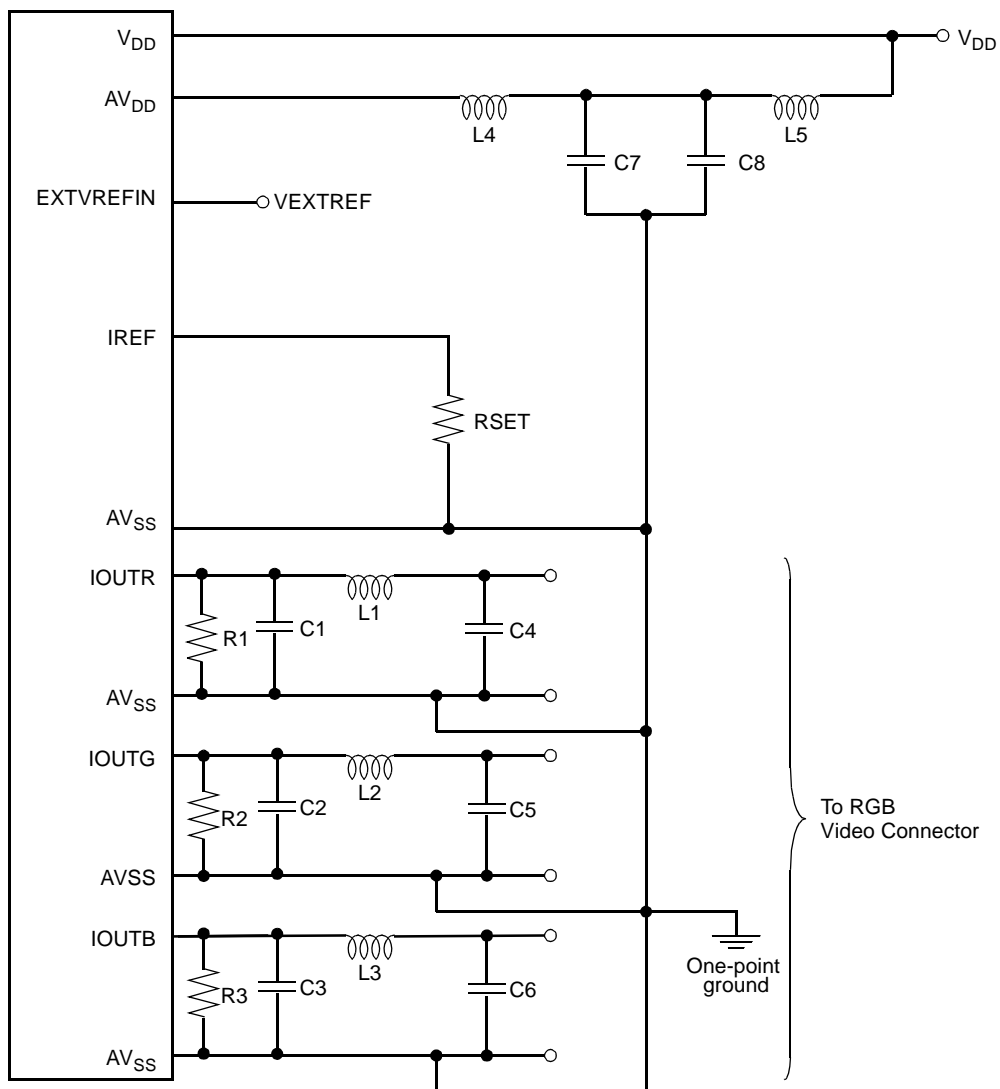 VDD
VDD
AVDD
L4
L5
C7
C8
EXTVREFIN
VEXTREF
IREF
RSET
AVSS
IOUTR
L1
R1
C1
C4
AVSS
IOUTG
L2
R2
C2
C5
To RGB
Video Connector
AVSS
IOUTB
L3
One-point
ground
R3
C3
C6
AVSS